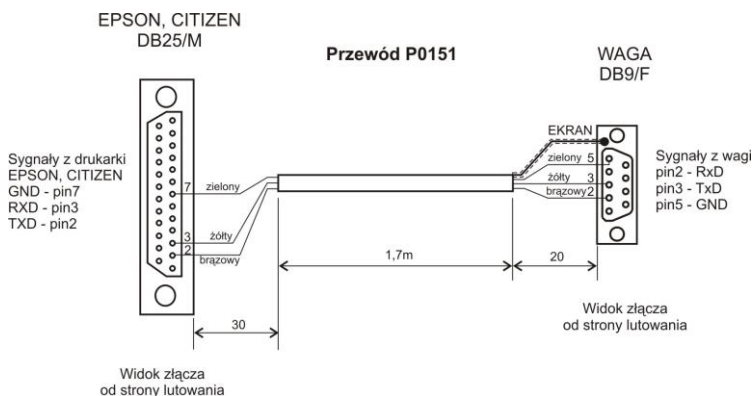 EPSON, CITIZEN
DB25/M
Przewód P0151
WAGA
DB9/F
Sygnały z drukarki
EPSON, CITIZEN
GND - pin7
RXD - pin3
TXD - pin2
7
zielony
3
żółty
2
brązowy
EKRAN
zielony 5
żółty 3
brązowy 2
Sygnały z wagi
pin2 - RxD
pin3 - TxD
pin5 - GND
1,7m
20
30
Widok złącza
od strony lutowania
Widok złącza
od strony lutowania